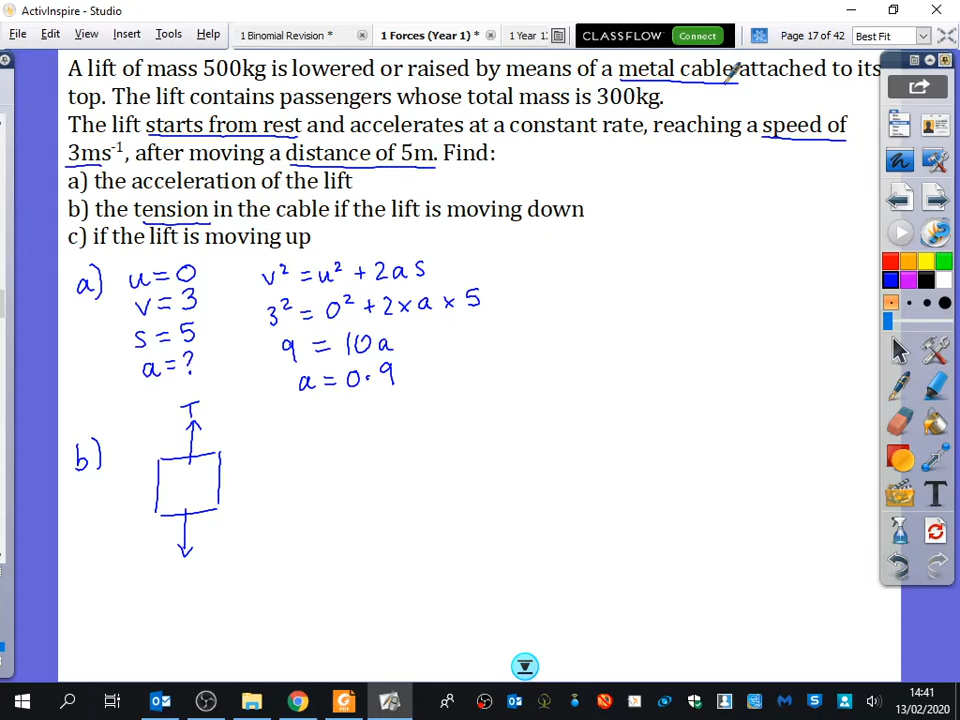 ActivInspire - Studio
File Edit View Insert Tools Help
1 Binomial Revision *
1 Forces (Year 1) *
1 Year 1
CLASSFLOW Connect
Page 17 of 42
Best Fit
A lift of mass 500kg is lowered or raised by means of a metal cable attached to its
top. The lift contains passengers whose total mass is 300kg.
The lift starts from rest and accelerates at a constant rate, reaching a speed of
3ms⁻¹, after moving a distance of 5m. Find:
a) the acceleration of the lift
b) the tension in the cable if the lift is moving down
c) if the lift is moving up
a) u = 0
v = 3
s = 5
a = ?
v² = u² + 2as
3² = 0² + 2 × a × 5
9 = 10a
a = 0.9
b)
T
14:41
13/02/2020